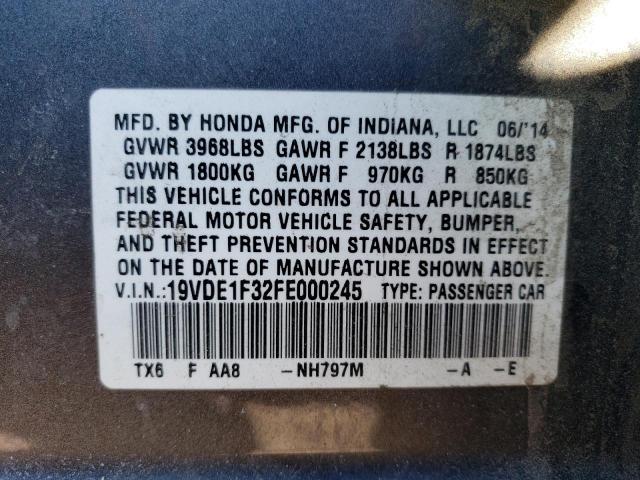 MFD. BY HONDA MFG. OF INDIANA, LLC 06/'14
GVWR 3968LBS GAWR F 2138LBS R 1874LBS
GVWR 1800KG GAWR F 970KG R 850KG
THIS VEHICLE CONFORMS TO ALL APPLICABLE
FEDERAL MOTOR VEHICLE SAFETY, BUMPER,
AND THEFT PREVENTION STANDARDS IN EFFECT
ON THE DATE OF MANUFACTURE SHOWN ABOVE.
V.I.N.:19VDE1F32FE000245 TYPE: PASSENGER CAR
TX6 F AA8 -NH797M -A -E